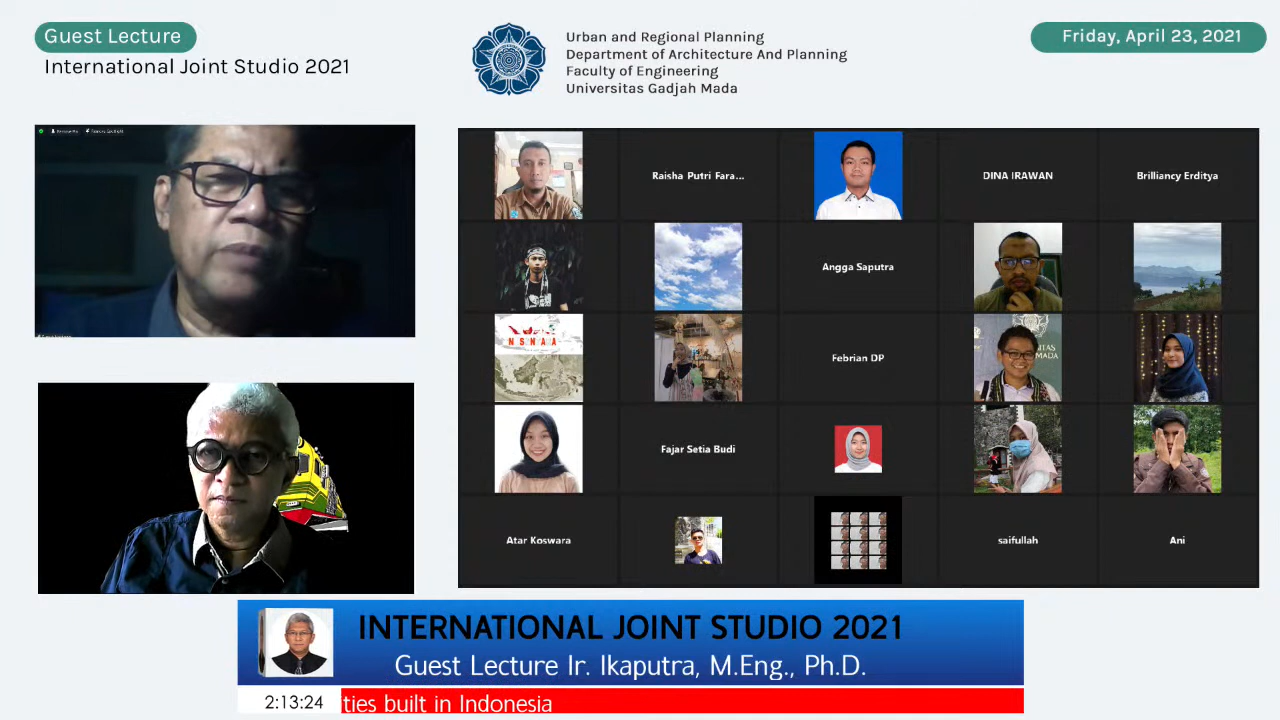 Guest Lecture
International Joint Studio 2021
Urban and Regional Planning
Department of Architecture And Planning
Faculty of Engineering
Universitas Gadjah Mada
Friday, April 23, 2021
Raisha Putri Fara...
DINA IRAWAN
Brilliancy Erditya
Angga Saputra
Febrian DP
ITAS
MADA
Fajar Setia Budi
Atar Koswara
saifullah
Ani
INTERNATIONAL JOINT STUDIO 2021
Guest Lecture Ir. Ikaputra, M.Eng., Ph.D.
2:13:24
ties built in Indonesia